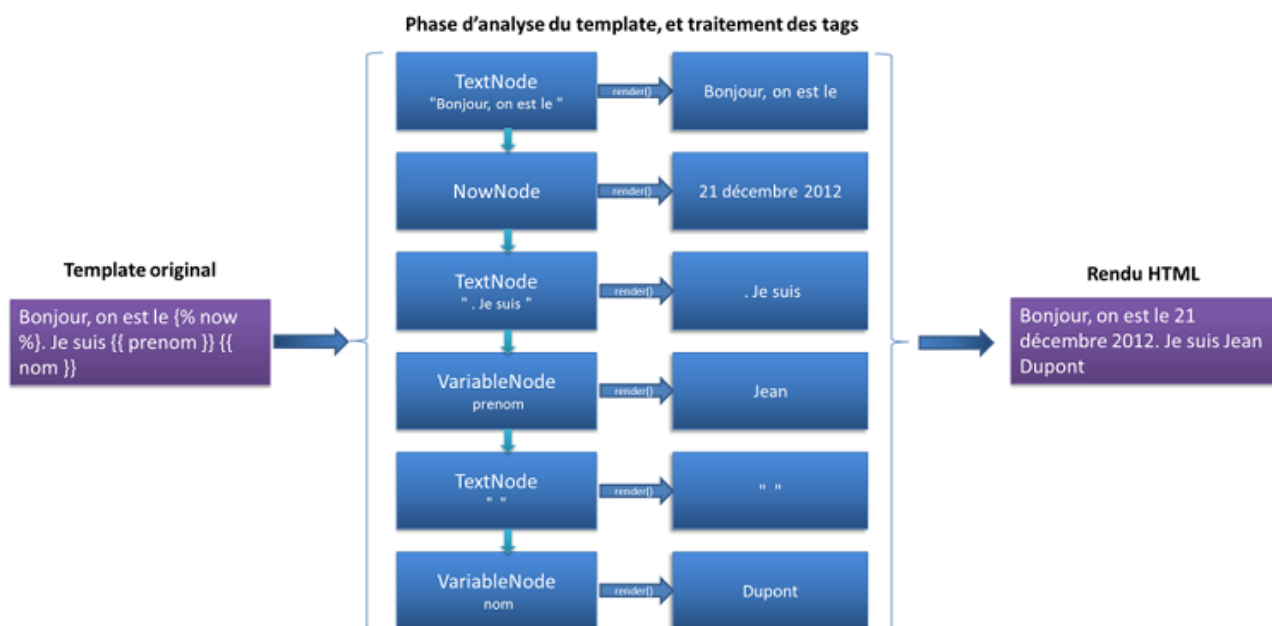 Phase d'analyse du template, et traitement des tags
TextNode
"Bonjour, on est le "
render()
Bonjour, on est le
NowNode
render()
21 décembre 2012
Template original
Bonjour, on est le {% now
%}. Je suis {{ prenom }} {{
nom }}
TextNode
" . Je suis "
render()
. Je suis
VariableNode
prenom
render()
Jean
TextNode
" "
render()
" "
VariableNode
nom
render()
Dupont
Rendu HTML
Bonjour, on est le 21
décembre 2012. Je suis Jean
Dupont